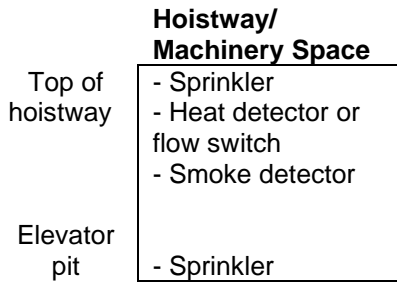 Hoistway/
Machinery Space
Top of
hoistway
- Sprinkler
- Heat detector or
flow switch
- Smoke detector
Elevator
pit
- Sprinkler